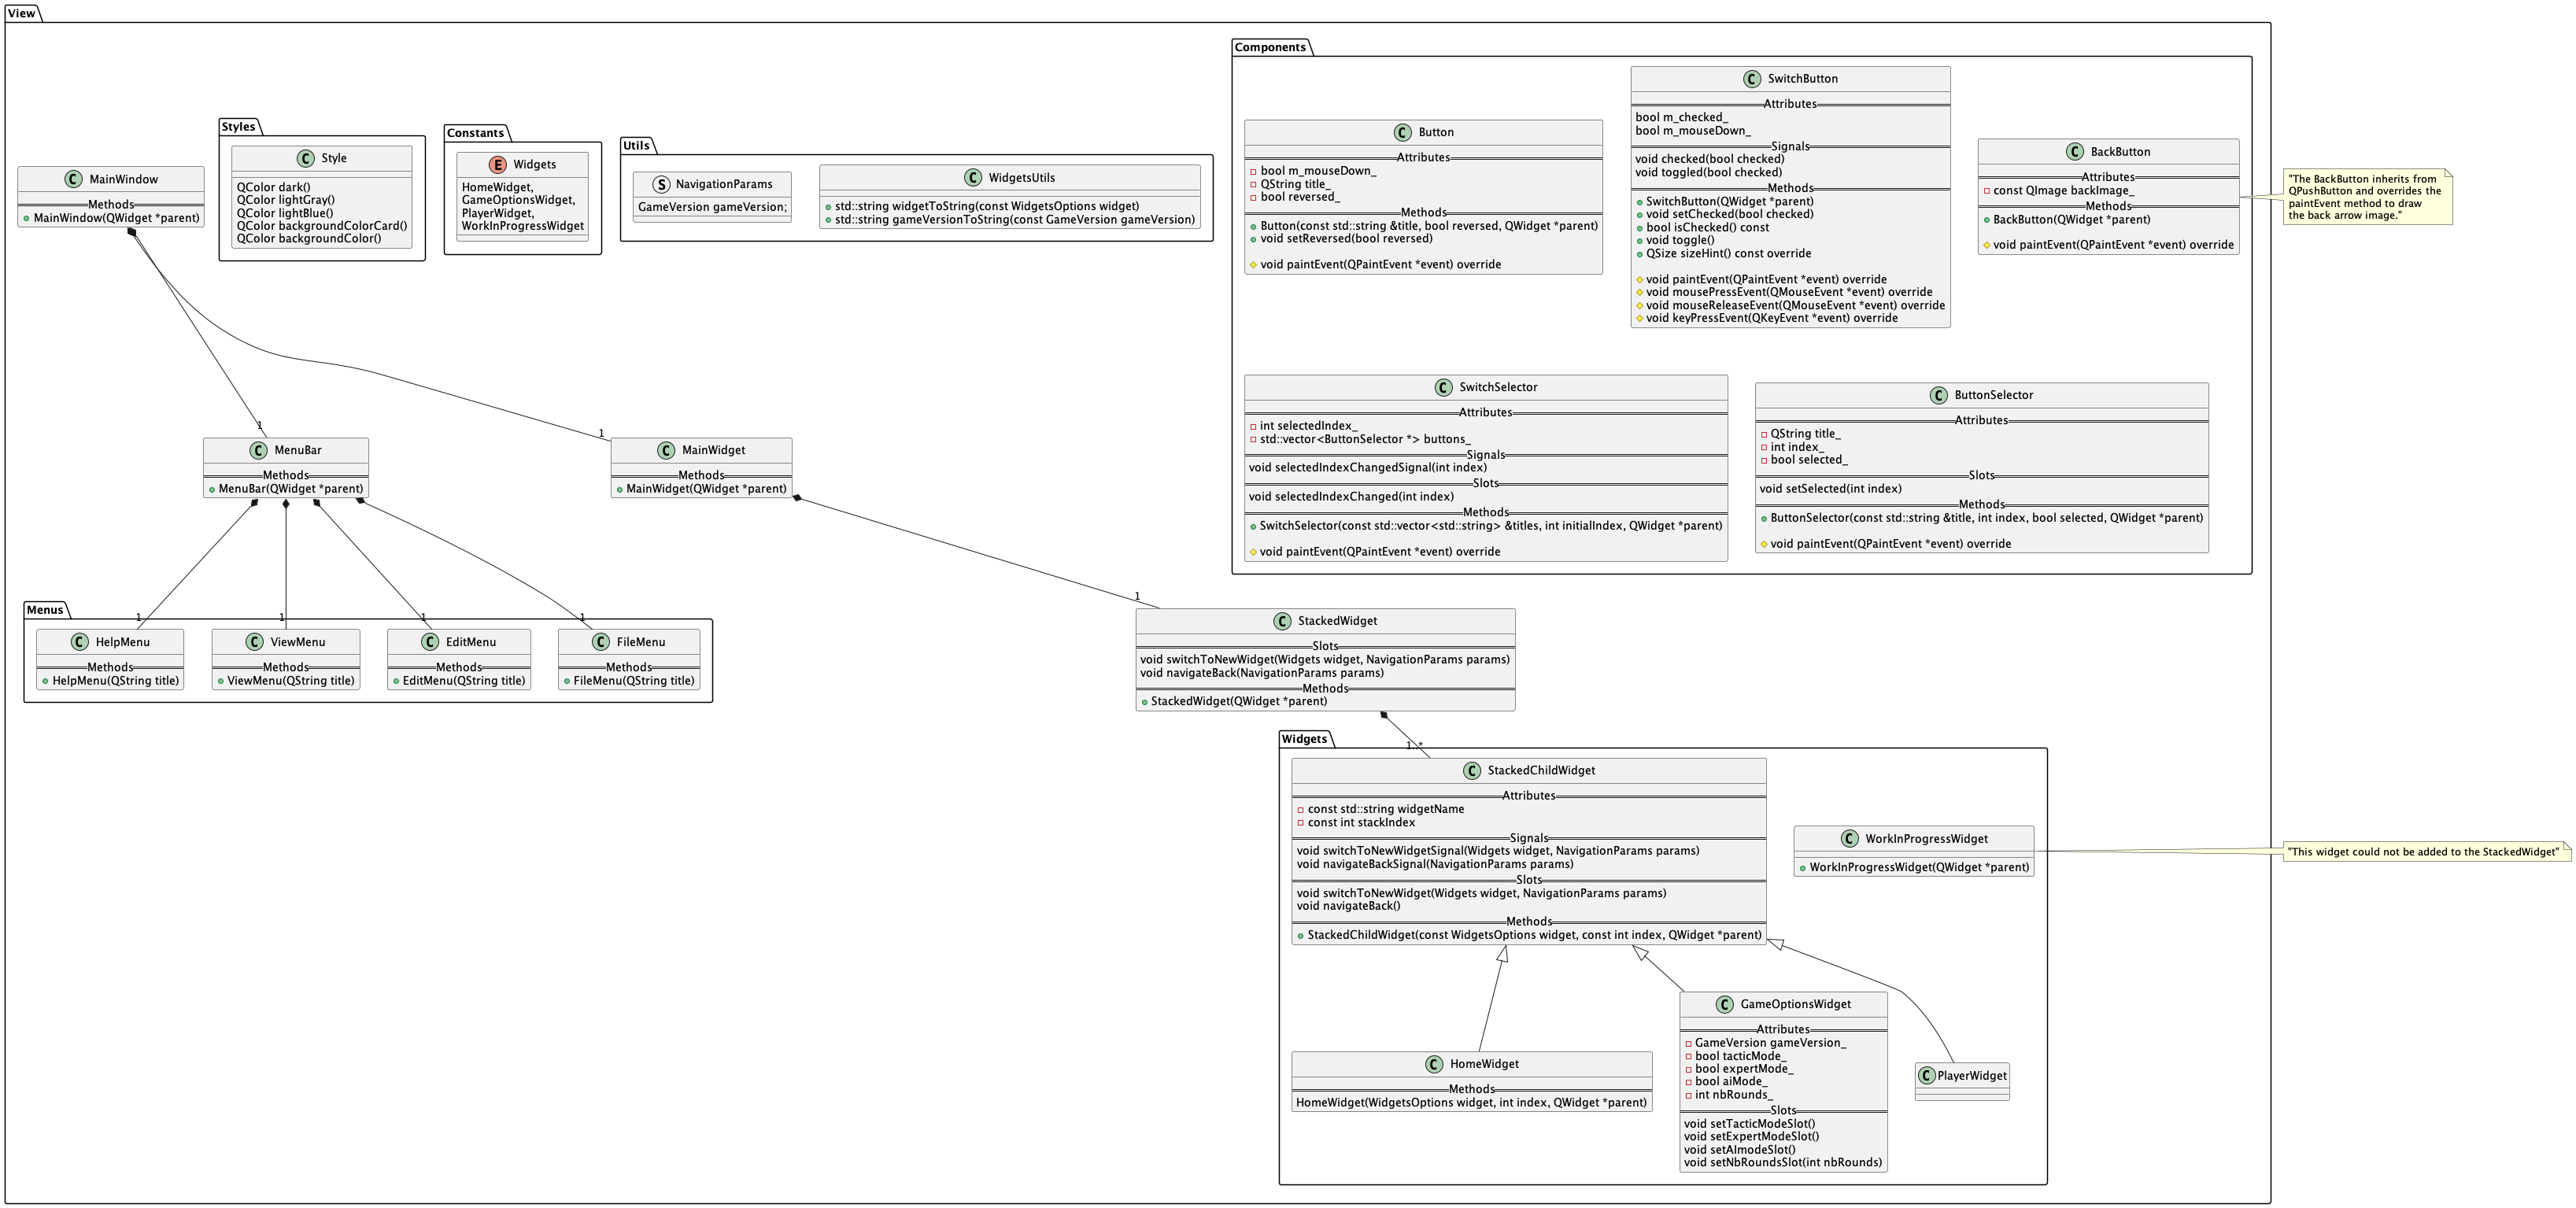 View
Components
SwitchButton
Attributes
bool m_checked_
bool m_mouseDown_
Signals
void checked(bool checked)
void toggled(bool checked)
Methods
SwitchButton(QWidget *parent)
void setChecked(bool checked)
bool isChecked() const
void toggle()
QSize sizeHint() const override
void paintEvent(QPaintEvent *event) override
void mousePressEvent(QMouseEvent *event) override
void mouseReleaseEvent(QMouseEvent *event) override
void keyPressEvent(QKeyEvent *event) override
Button
Attributes
bool m_mouseDown_
QString title_
bool reversed_
Methods
Button(const std::string &title, bool reversed, QWidget *parent)
void setReversed(bool reversed)
void paintEvent(QPaintEvent *event) override
BackButton
Attributes
const QImage backImage_
Methods
BackButton(QWidget *parent)
void paintEvent(QPaintEvent *event) override
"The BackButton inherits from
QPushButton and overrides the
paintEvent method to draw
the back arrow image."
Styles
Style
QColor dark()
QColor lightGray()
QColor lightBlue()
QColor backgroundColorCard()
QColor backgroundColor()
Constants
E Widgets
HomeWidget,
GameOptionsWidget,
PlayerWidget,
WorkInProgressWidget
Utils
S NavigationParams
GameVersion gameVersion;
C WidgetsUtils
std::string widgetToString(const WidgetsOptions widget)
std::string gameVersionToString(const GameVersion gameVersion)
C MainWindow
Methods
MainWindow(QWidget *parent)
SwitchSelector
Attributes
int selectedIndex_
std::vector<ButtonSelector *> buttons_
Signals
void selectedIndexChangedSignal(int index)
Slots
void selectedIndexChanged(int index)
Methods
SwitchSelector(const std::vector<std::string> &titles, int initialIndex, QWidget *parent)
void paintEvent(QPaintEvent *event) override
ButtonSelector
Attributes
QString title_
int index_
bool selected_
Slots
void setSelected(int index)
Methods
ButtonSelector(const std::string &title, int index, bool selected, QWidget *parent)
void paintEvent(QPaintEvent *event) override
1
C MenuBar
Methods
MenuBar(QWidget *parent)
1
C MainWidget
Methods
MainWidget(QWidget *parent)
Menus
1
C HelpMenu
Methods
HelpMenu(QString title)
1
C ViewMenu
Methods
ViewMenu(QString title)
1
C EditMenu
Methods
EditMenu(QString title)
1
C FileMenu
Methods
FileMenu(QString title)
1
C StackedWidget
Slots
void switchToNewWidget(Widgets widget, NavigationParams params)
void navigateBack(NavigationParams params)
Methods
StackedWidget(QWidget *parent)
Widgets
1..*
C StackedChildWidget
Attributes
const std::string widgetName
const int stackIndex
Signals
void switchToNewWidgetSignal(Widgets widget, NavigationParams params)
void navigateBackSignal(NavigationParams params)
Slots
void switchToNewWidget(Widgets widget, NavigationParams params)
void navigateBack()
Methods
StackedChildWidget(const WidgetsOptions widget, const int index, QWidget *parent)
C WorkInProgressWidget
WorkInProgressWidget(QWidget *parent)
"This widget could not be added to the StackedWidget"
C HomeWidget
Methods
HomeWidget(WidgetsOptions widget, int index, QWidget *parent)
C GameOptionsWidget
Attributes
GameVersion gameVersion_
bool tacticMode_
bool expertMode_
bool aiMode_
int nbRounds_
Slots
void setTacticModeSlot()
void setExpertModeSlot()
void setAImodeSlot()
void setNbRoundsSlot(int nbRounds)
C PlayerWidget